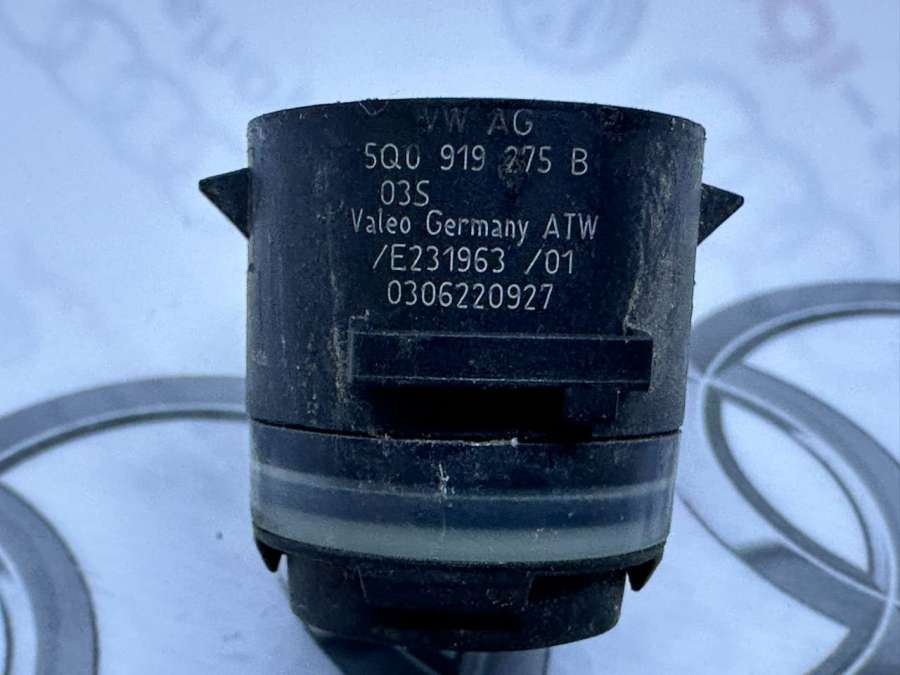 VW AG
5Q0 919 275 B
03S
Valeo Germany ATW
/E231963 /01
0306220927